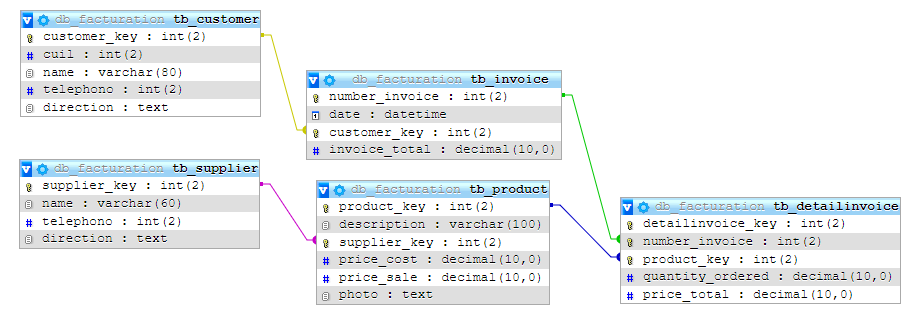 db_facturation tb_customer
customer_key : int(2)
cuil : int(2)
name : varchar(80)
telephono : int(2)
direction : text
db_facturation tb_supplier
supplier_key : int(2)
name : varchar(60)
telephono : int(2)
direction : text
db_facturation tb_invoice
number_invoice : int(2)
date : datetime
customer_key : int(2)
invoice_total : decimal(10,0)
db_facturation tb_product
product_key : int(2)
description : varchar(100)
supplier_key : int(2)
price_cost : decimal(10,0)
price_sale : decimal(10,0)
photo : text
db_facturation tb_detailinvoice
detailinvoice_key : int(2)
number_invoice : int(2)
product_key : int(2)
quantity_ordered : decimal(10,0)
price_total : decimal(10,0)